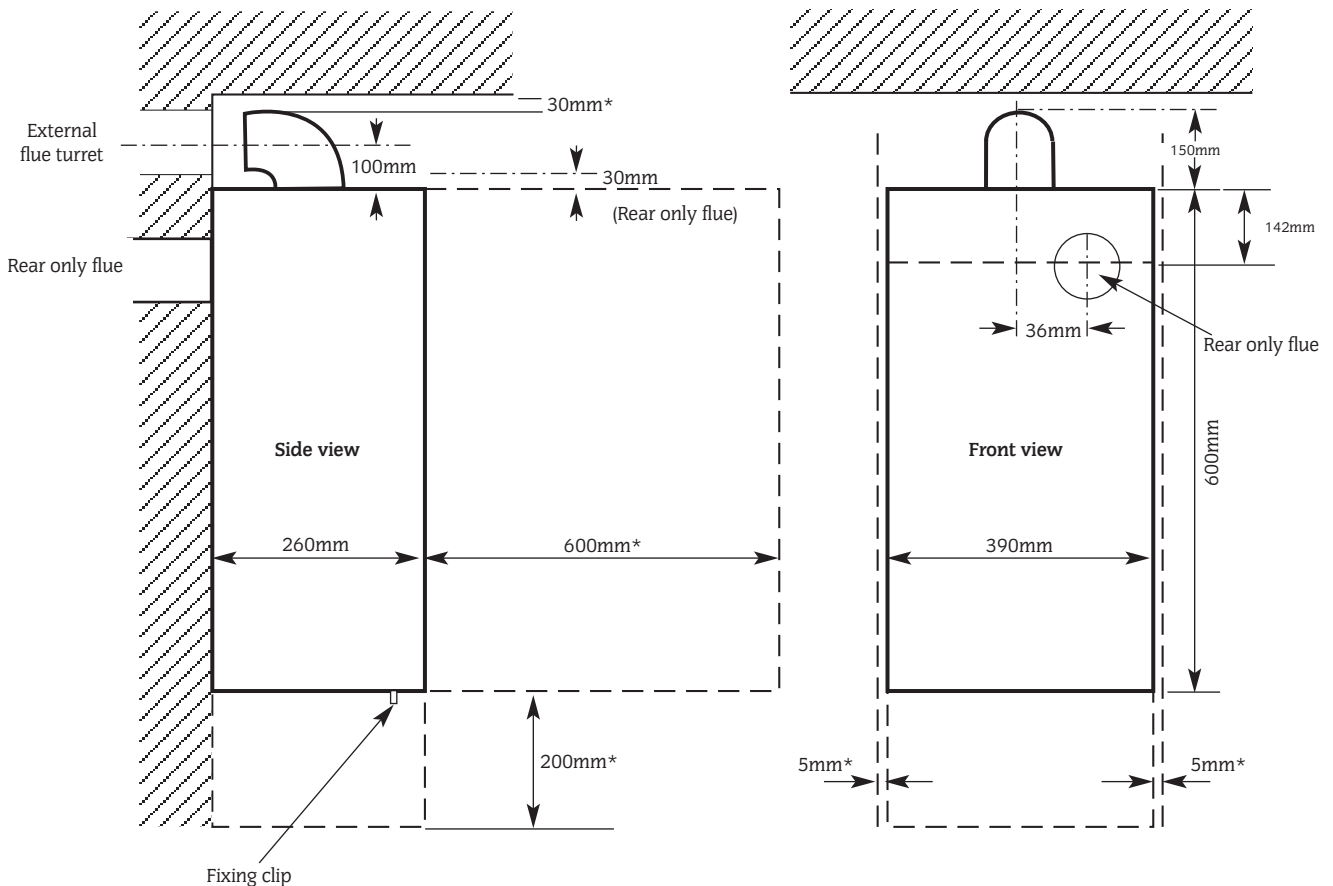 30mm*
External
flue turret
100mm
150mm
30mm
(Rear only flue)
142mm
Rear only flue
36mm
Rear only flue
600mm
Side view
Front view
260mm
600mm*
390mm
200mm*
5mm*
5mm*
Fixing clip